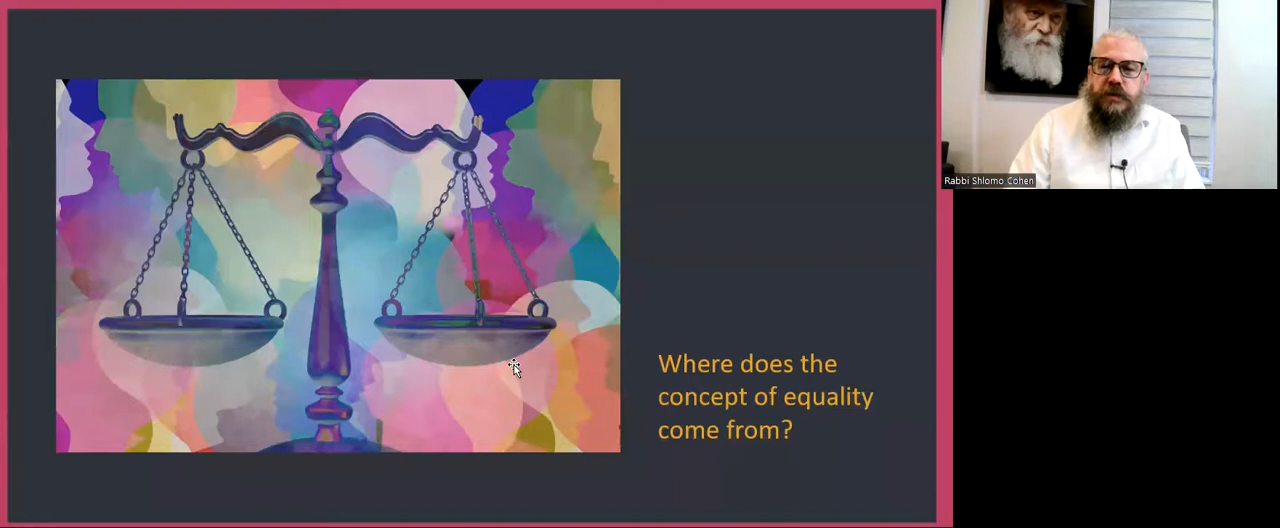 Where does the
concept of equality
come from?
Rabbi Shlomo Cohen